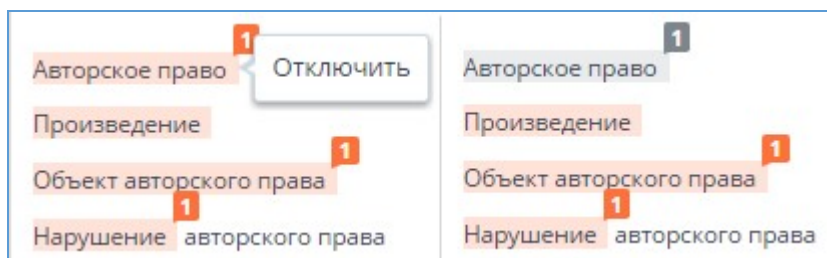 1
Авторское право
Отключить
Произведение
1
Объект авторского права
1
Нарушение авторского права
1
Авторское право
Произведение
1
Объект авторского права
1
Нарушение авторского права